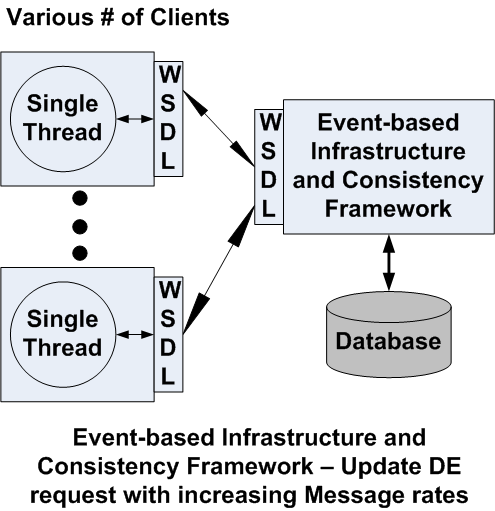 Various # of Clients
Single
Thread
W
S
D
L
W
S
D
L
Event-based
Infrastructure
and Consistency
Framework
Single
Thread
W
S
D
L
Database
Event-based Infrastructure and
Consistency Framework – Update DE
request with increasing Message rates